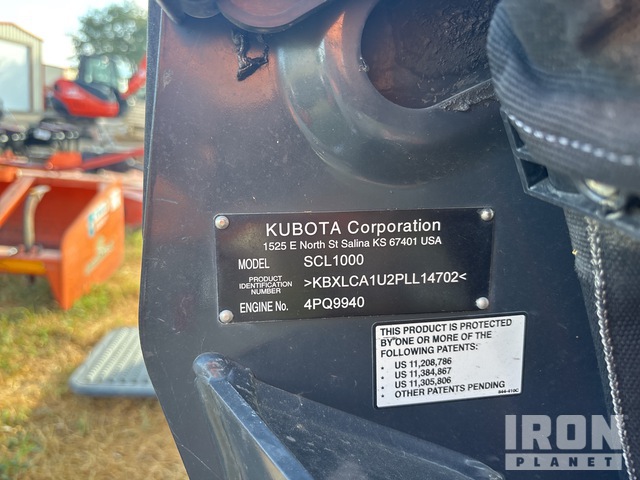 KUBOTA Corporation
1525 E North St Salina KS 67401 USA
MODEL SCL1000
PRODUCT IDENTIFICATION NUMBER >KBXLCA1U2PLL14702<
ENGINE No. 4PQ9940
THIS PRODUCT IS PROTECTED
BY ONE OR MORE OF THE
FOLLOWING PATENTS:
• US 11,208,786
• US 11,384,867
• US 11,305,806
• OTHER PATENTS PENDING
IRON
PLANET